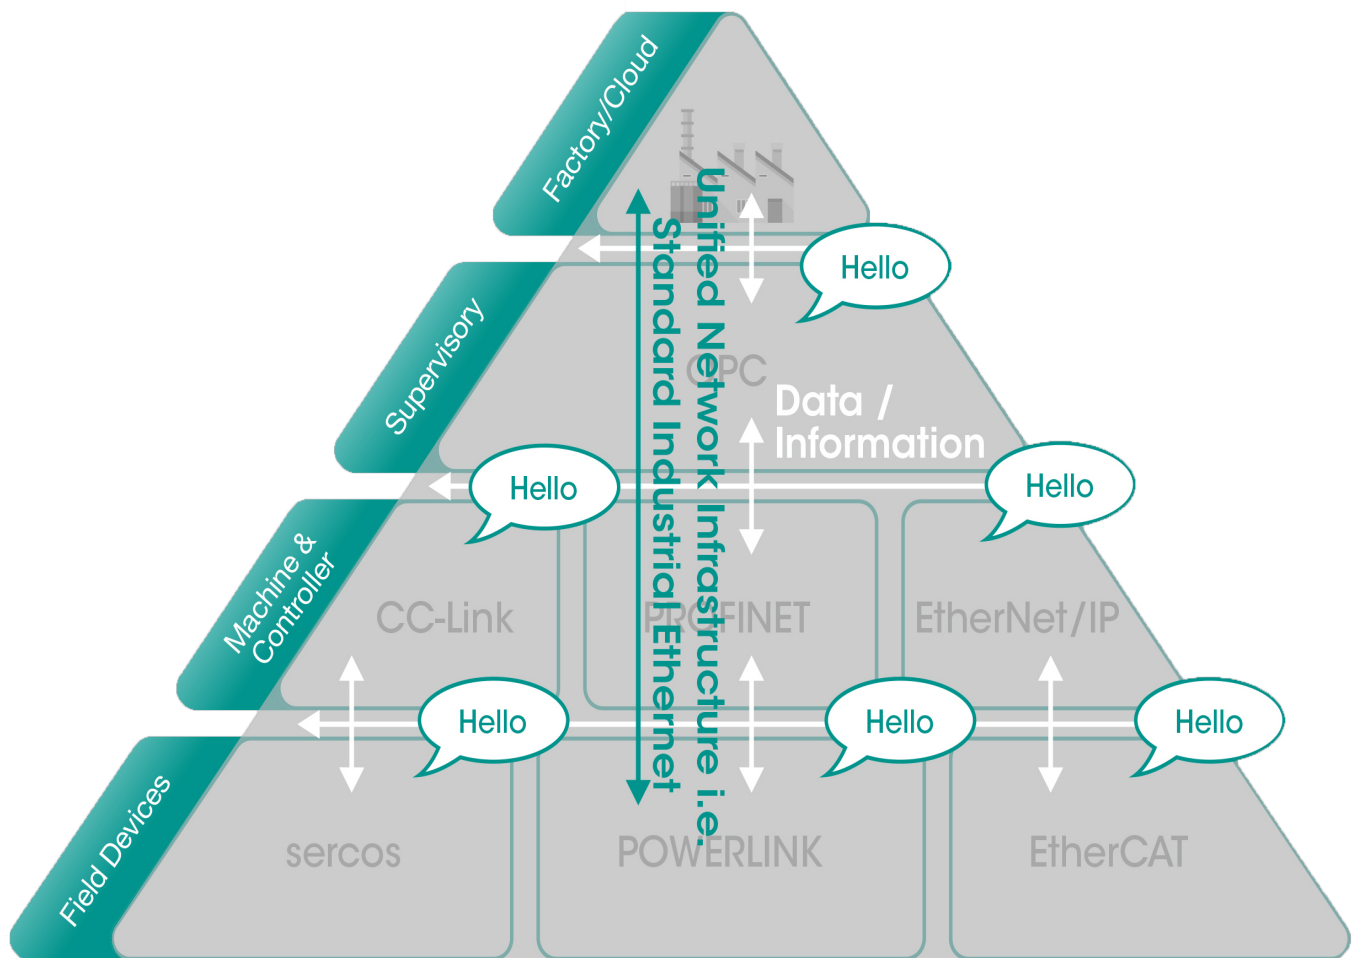 Factory/Cloud
Unified Network Infrastructure i.e.
Standard Industrial Ethernet
Hello
Supervisory
OPC
Data /
Information
Hello
Hello
Machine &
Controller
CC-Link
PROFINET
EtherNet/IP
Hello
Hello
Hello
Field Devices
sercos
POWERLINK
EtherCAT